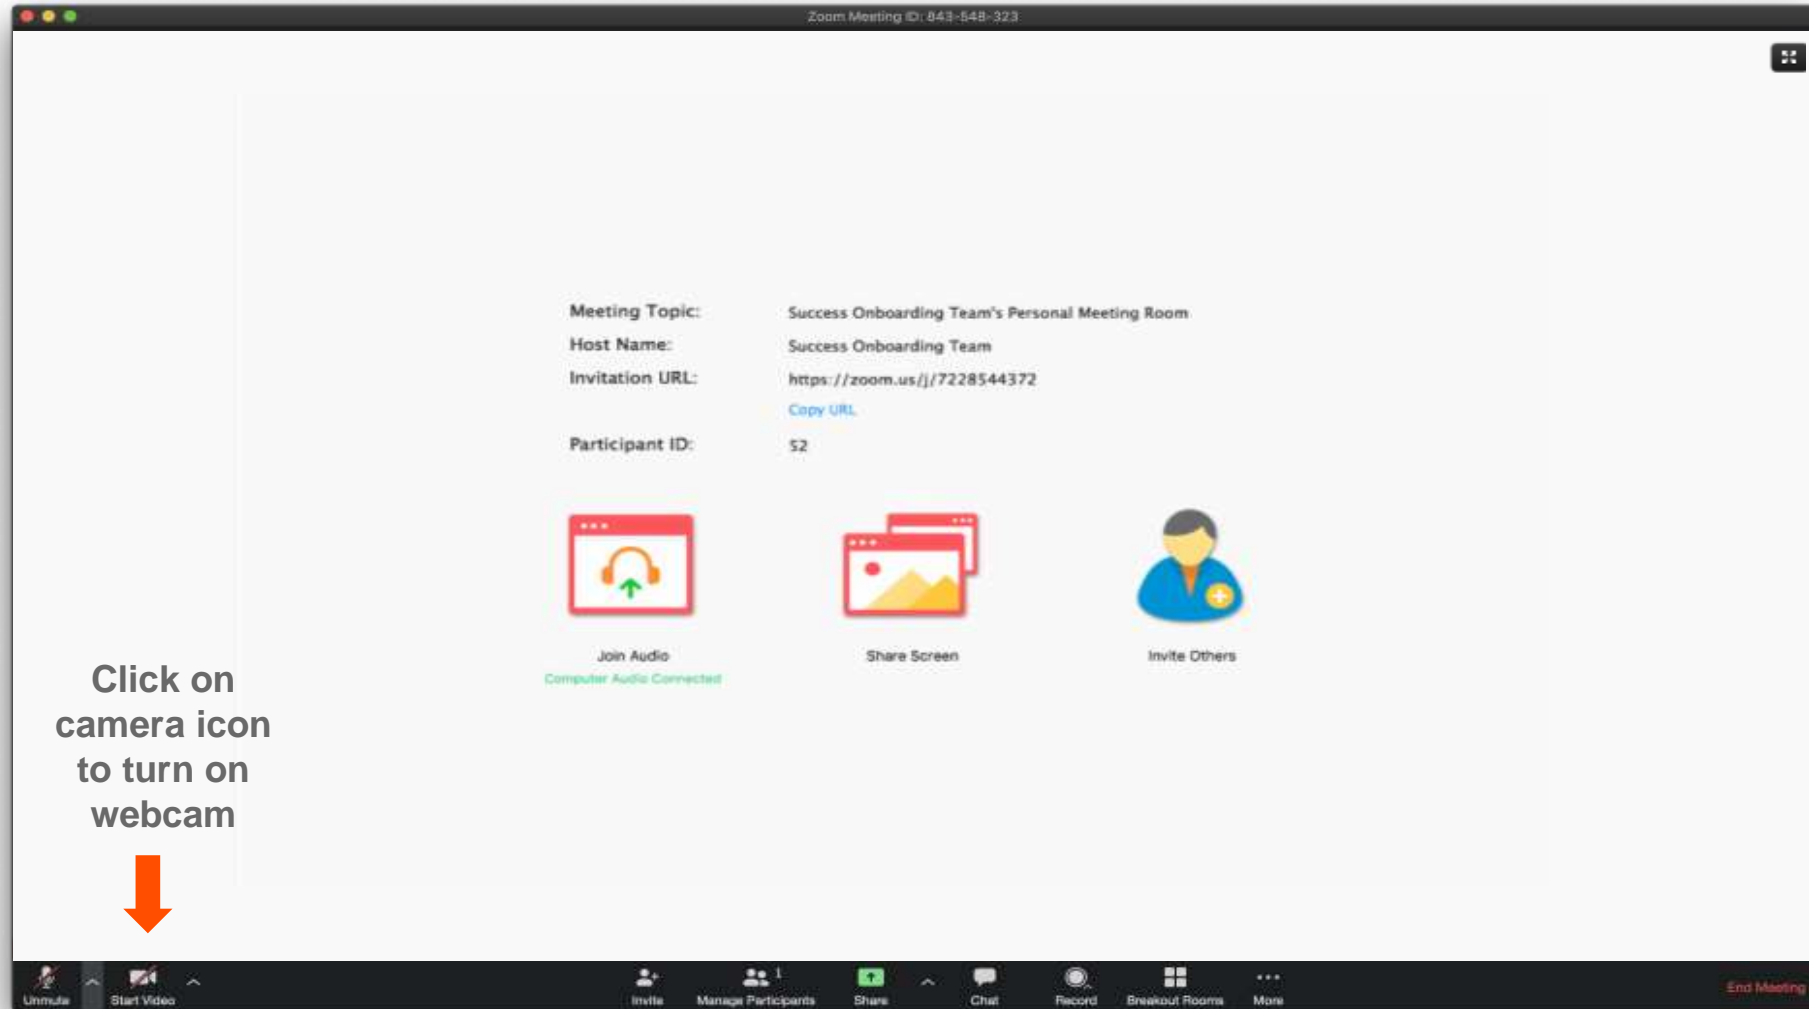 Zoom Meeting ID: 843-548-323
Meeting Topic: Success Onboarding Team's Personal Meeting Room
Host Name: Success Onboarding Team
Invitation URL: https://zoom.us/j/7228544372
Copy URL
Participant ID: 52
Join Audio
Share Screen
Invite Others
Computer Audio Connected
Click on
camera icon
to turn on
webcam
1
Unmute
Start Video
Invite
Manage Participants
Share
Chat
Record
Breakout Rooms
More
End Meeting